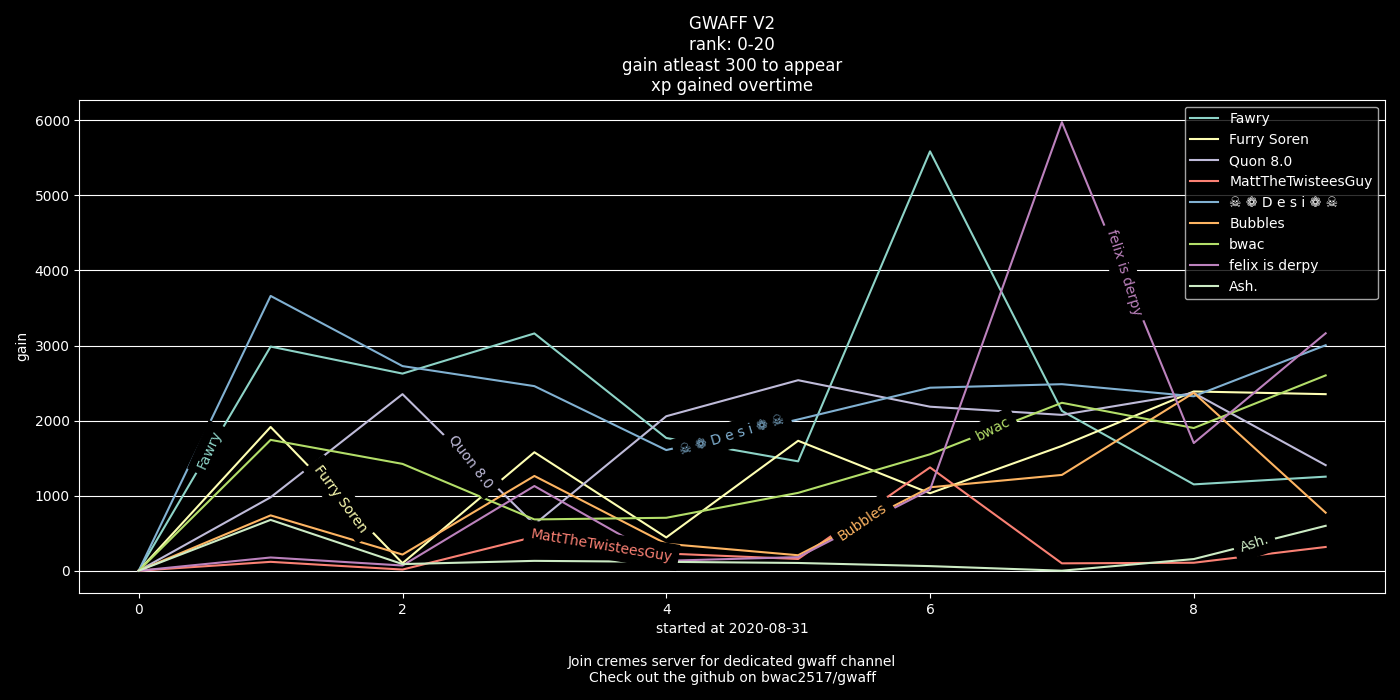 GWAFF V2
rank: 0-20
gain atleast 300 to appear
xp gained overtime
gain
6000
5000
4000
3000
2000
1000
0
Fawry
Furry Soren
Quon 8.0
MattTheTwisteesGuy
☠ ❁ D e s i ❁ ☠
Bubbles
bwac
felix is derpy
Ash.
Fawry
Furry Soren
Quon 8.0
MattTheTwisteesGuy
☠ ❁ D e s i ❁ ☠
Bubbles
bwac
felix is derpy
Ash.
0 2 4 6 8
started at 2020-08-31
Join cremes server for dedicated gwaff channel
Check out the github on bwac2517/gwaff